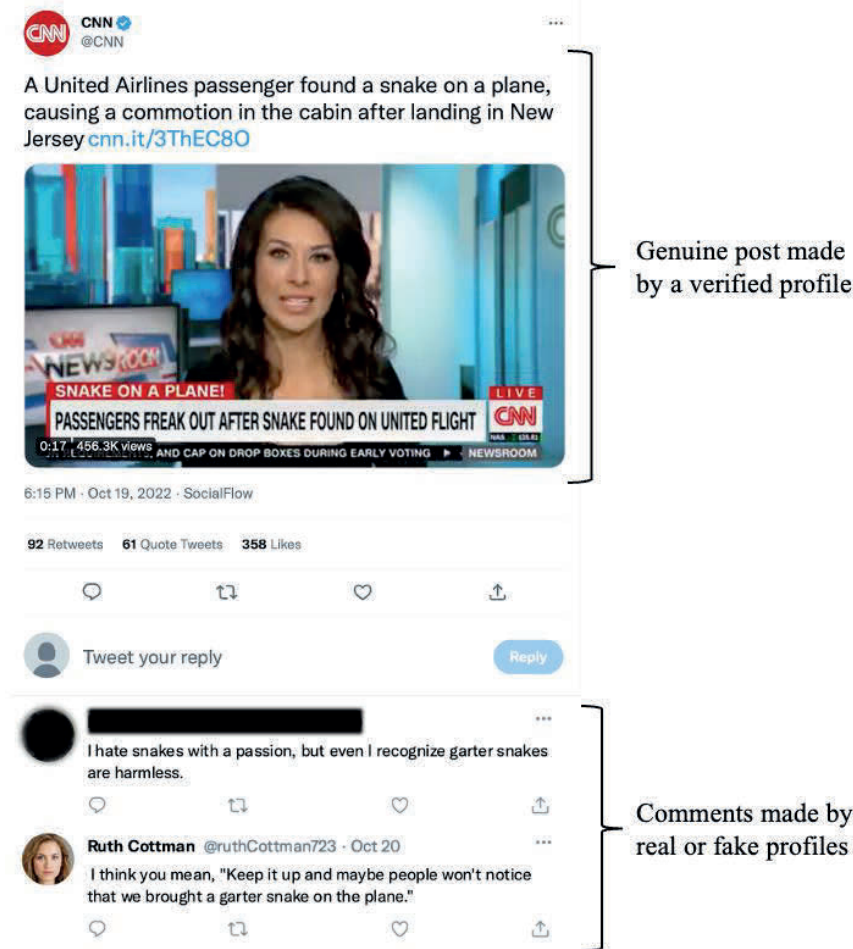 CNN
CNN
@CNN
A United Airlines passenger found a snake on a plane,
causing a commotion in the cabin after landing in New
Jersey cnn.it/3ThEC8O
CNN
NEWSROOM
SNAKE ON A PLANE!
LIVE
PASSENGERS FREAK OUT AFTER SNAKE FOUND ON UNITED FLIGHT
CNN
NAS
0:17 456.3K views
AND CAP ON DROP BOXES DURING EARLY VOTING
NEWSROOM
6:15 PM · Oct 19, 2022 · SocialFlow
92 Retweets 61 Quote Tweets 358 Likes
Tweet your reply
Reply
I hate snakes with a passion, but even I recognize garter snakes
are harmless.
Ruth Cottman @ruthCottman723 · Oct 20
I think you mean, "Keep it up and maybe people won't notice
that we brought a garter snake on the plane."
Genuine post made
by a verified profile
Comments made by
real or fake profiles